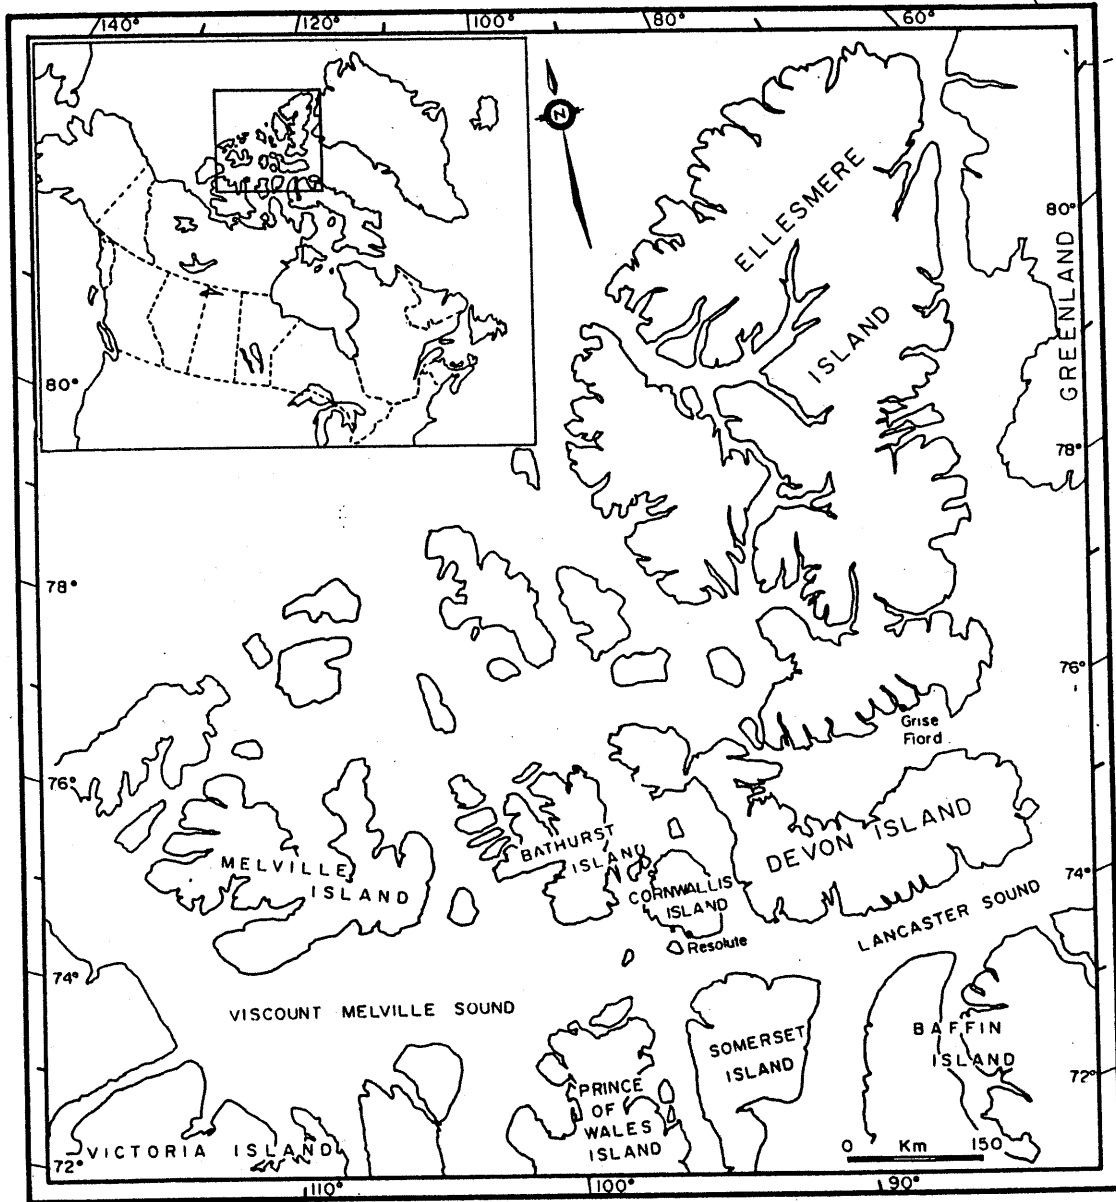 140°
120°
100°
80°
60°
N
ELLESMERE
ISLAND
80°
GREENLAND
80°
78°
78°
76°
Grise
Fiord
76°
MELVILLE
ISLAND
BATHURST
ISLAND
CORNWALLIS
ISLAND
Resolute
DEVON ISLAND
74°
LANCASTER SOUND
74°
VISCOUNT MELVILLE SOUND
SOMERSET
ISLAND
BAFFIN
ISLAND
PRINCE
OF
WALES
ISLAND
72°
VICTORIA ISLAND
72°
0 Km 150
110°
100°
90°